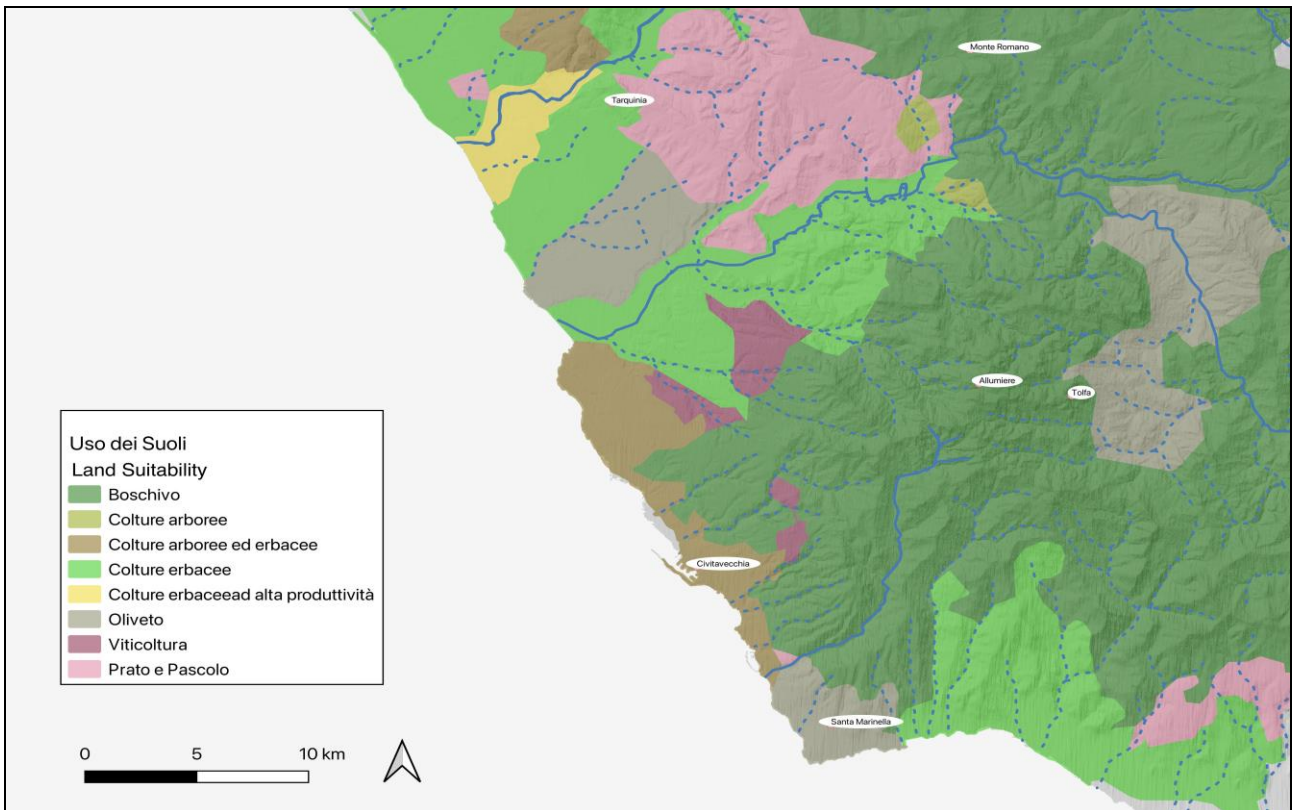 Monte Romano
Tarquinia
Allumiere
Tolfa
Civitavecchia
Santa Marinella
Uso dei Suoli
Land Suitability
Boschivo
Colture arboree
Colture arboree ed erbacee
Colture erbacee
Colture erbaceead alta produttività
Oliveto
Viticoltura
Prato e Pascolo
0 5 10 km